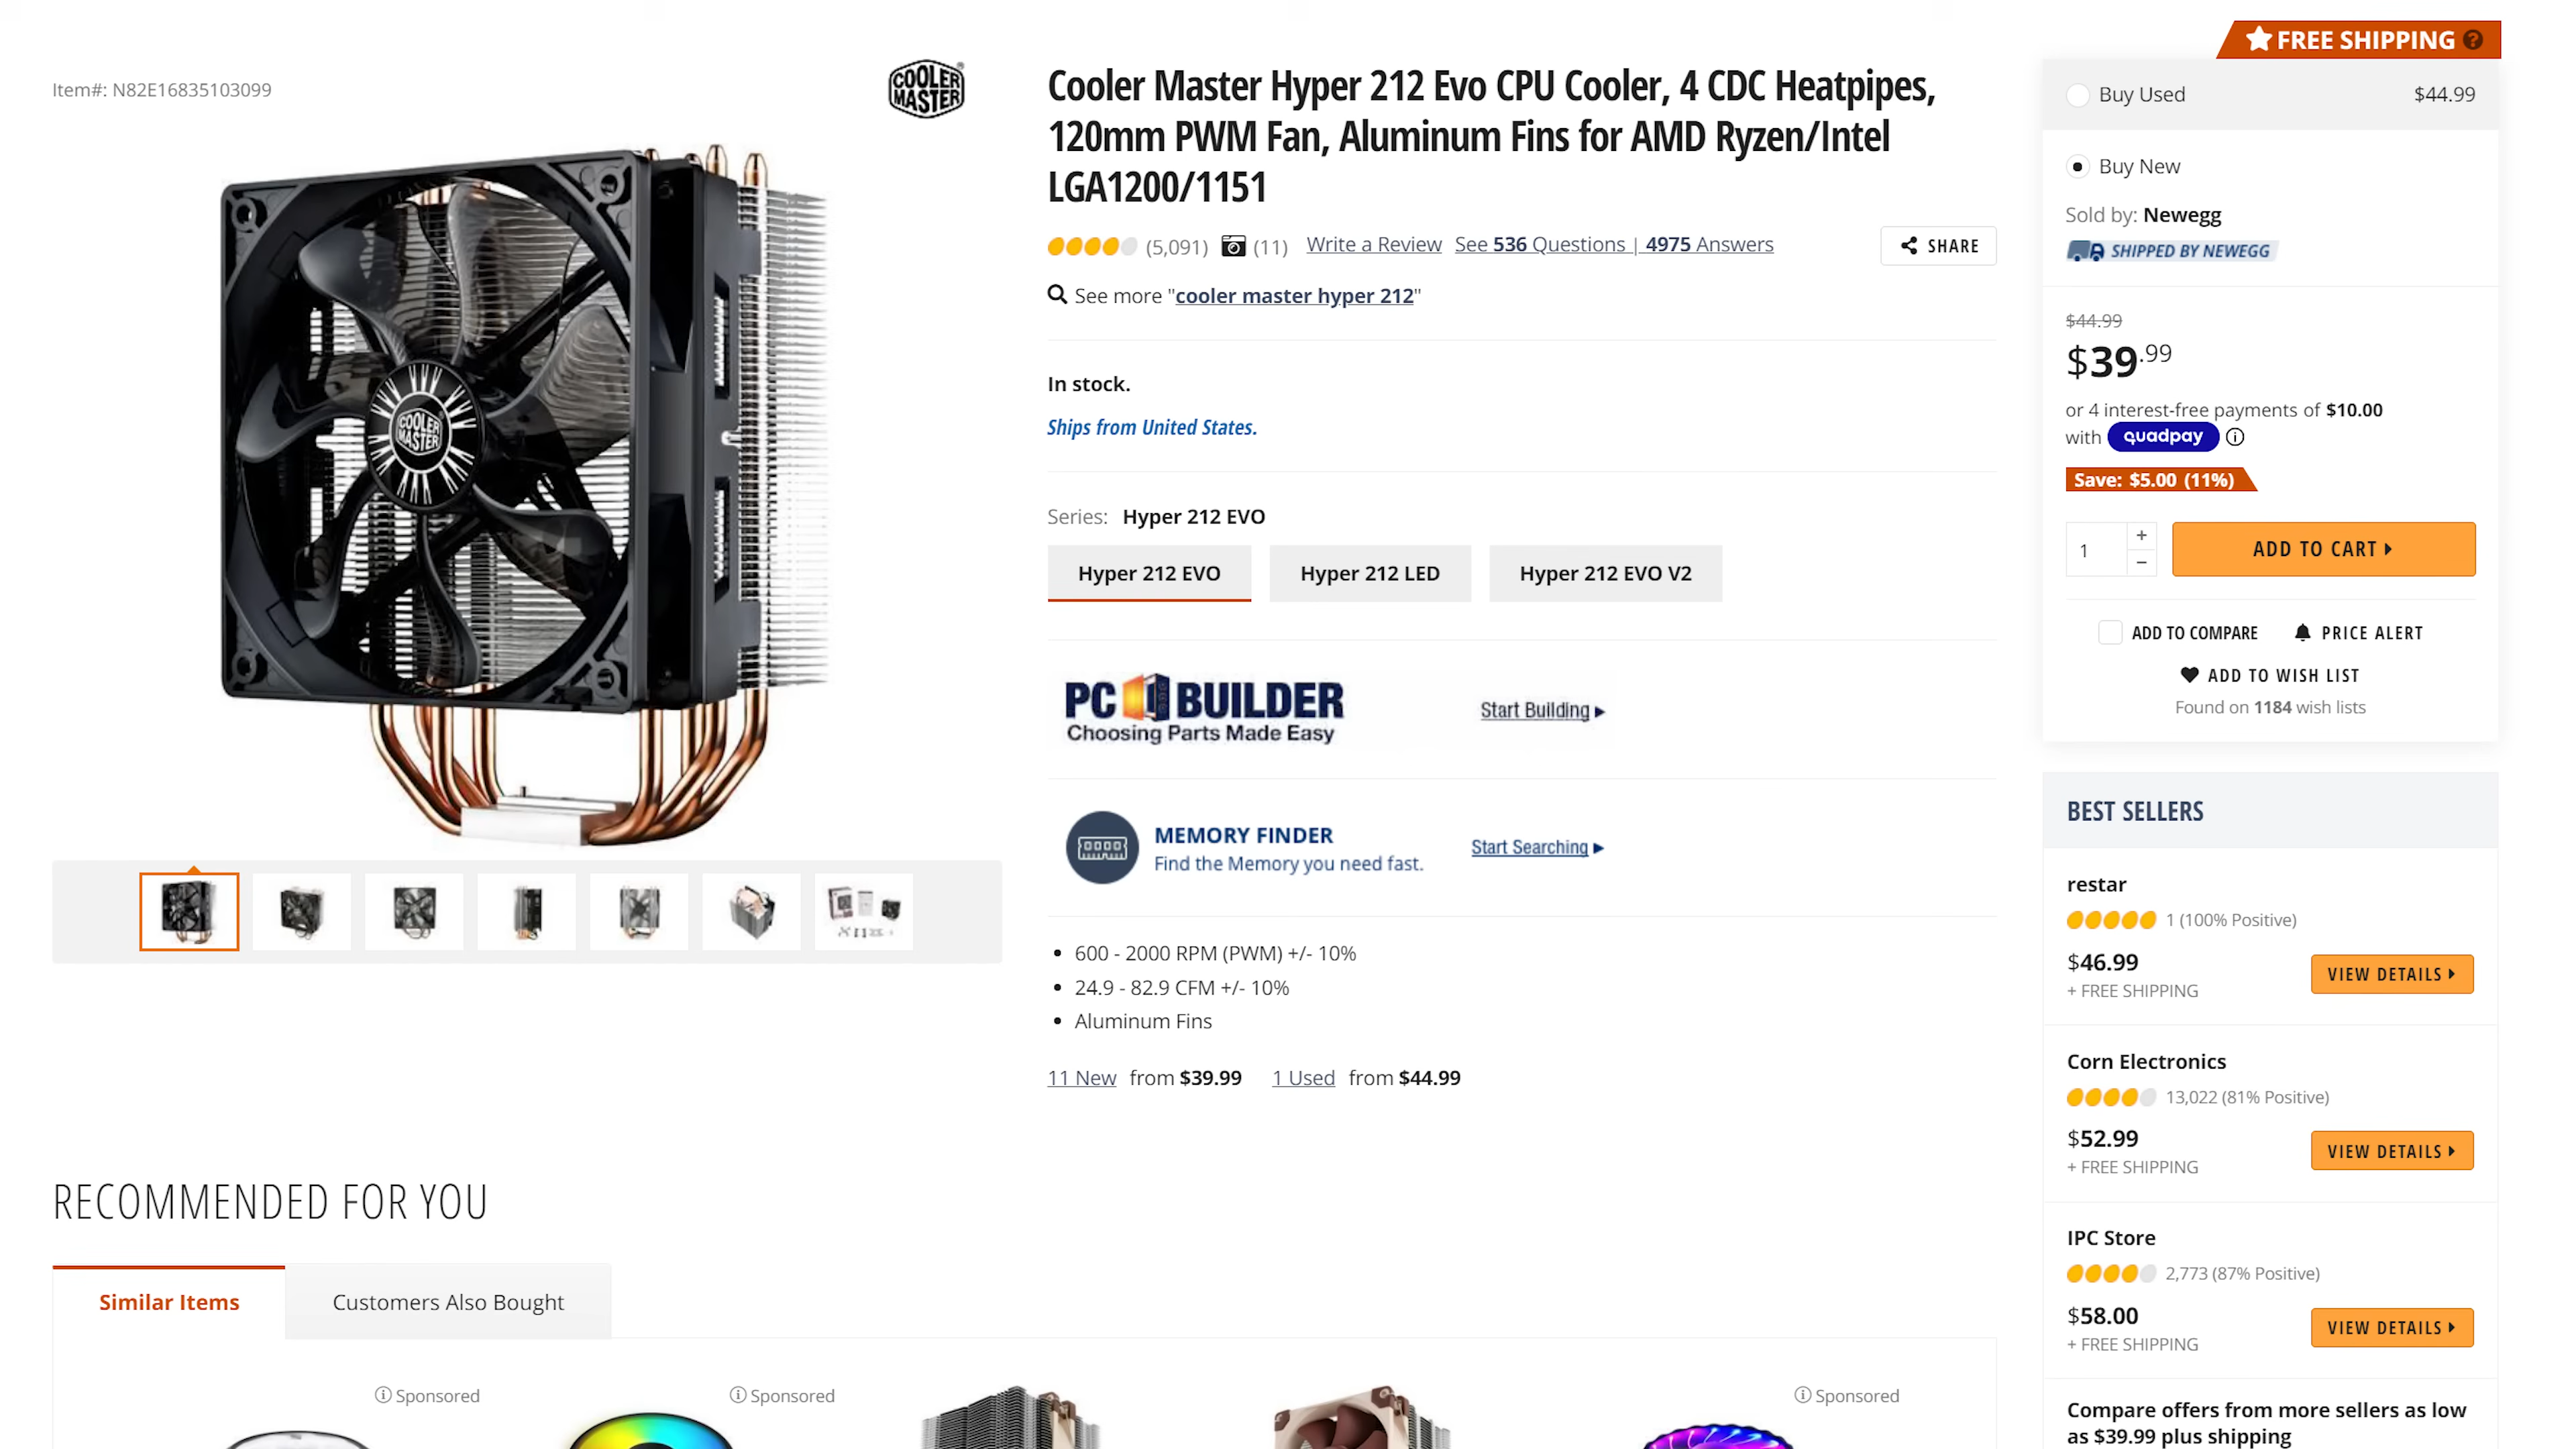 FREE SHIPPING ?
Item#: N82E16835103099
COOLER MASTER
Cooler Master Hyper 212 Evo CPU Cooler, 4 CDC Heatpipes,
120mm PWM Fan, Aluminum Fins for AMD Ryzen/Intel
LGA1200/1151
(5,091) (11) Write a Review See 536 Questions | 4975 Answers
SHARE
See more "cooler master hyper 212"
In stock.
Ships from United States.
Series: Hyper 212 EVO
Hyper 212 EVO Hyper 212 LED Hyper 212 EVO V2
PC BUILDER
Choosing Parts Made Easy
Start Building
MEMORY FINDER
Find the Memory you need fast.
Start Searching
• 600 - 2000 RPM (PWM) +/- 10%
• 24.9 - 82.9 CFM +/- 10%
• Aluminum Fins
11 New from $39.99 1 Used from $44.99
COOLER MASTER
Buy Used $44.99
Buy New
Sold by: Newegg
SHIPPED BY NEWEGG
$44.99
$39.99
or 4 interest-free payments of $10.00
with quadpay
Save: $5.00 (11%)
1 + −
ADD TO CART
ADD TO COMPARE PRICE ALERT
ADD TO WISH LIST
Found on 1184 wish lists
BEST SELLERS
restar
1 (100% Positive)
$46.99
+ FREE SHIPPING
VIEW DETAILS
Corn Electronics
13,022 (81% Positive)
$52.99
+ FREE SHIPPING
VIEW DETAILS
IPC Store
2,773 (87% Positive)
$58.00
+ FREE SHIPPING
VIEW DETAILS
Compare offers from more sellers as low
as $39.99 plus shipping
RECOMMENDED FOR YOU
Similar Items Customers Also Bought
Sponsored Sponsored Sponsored